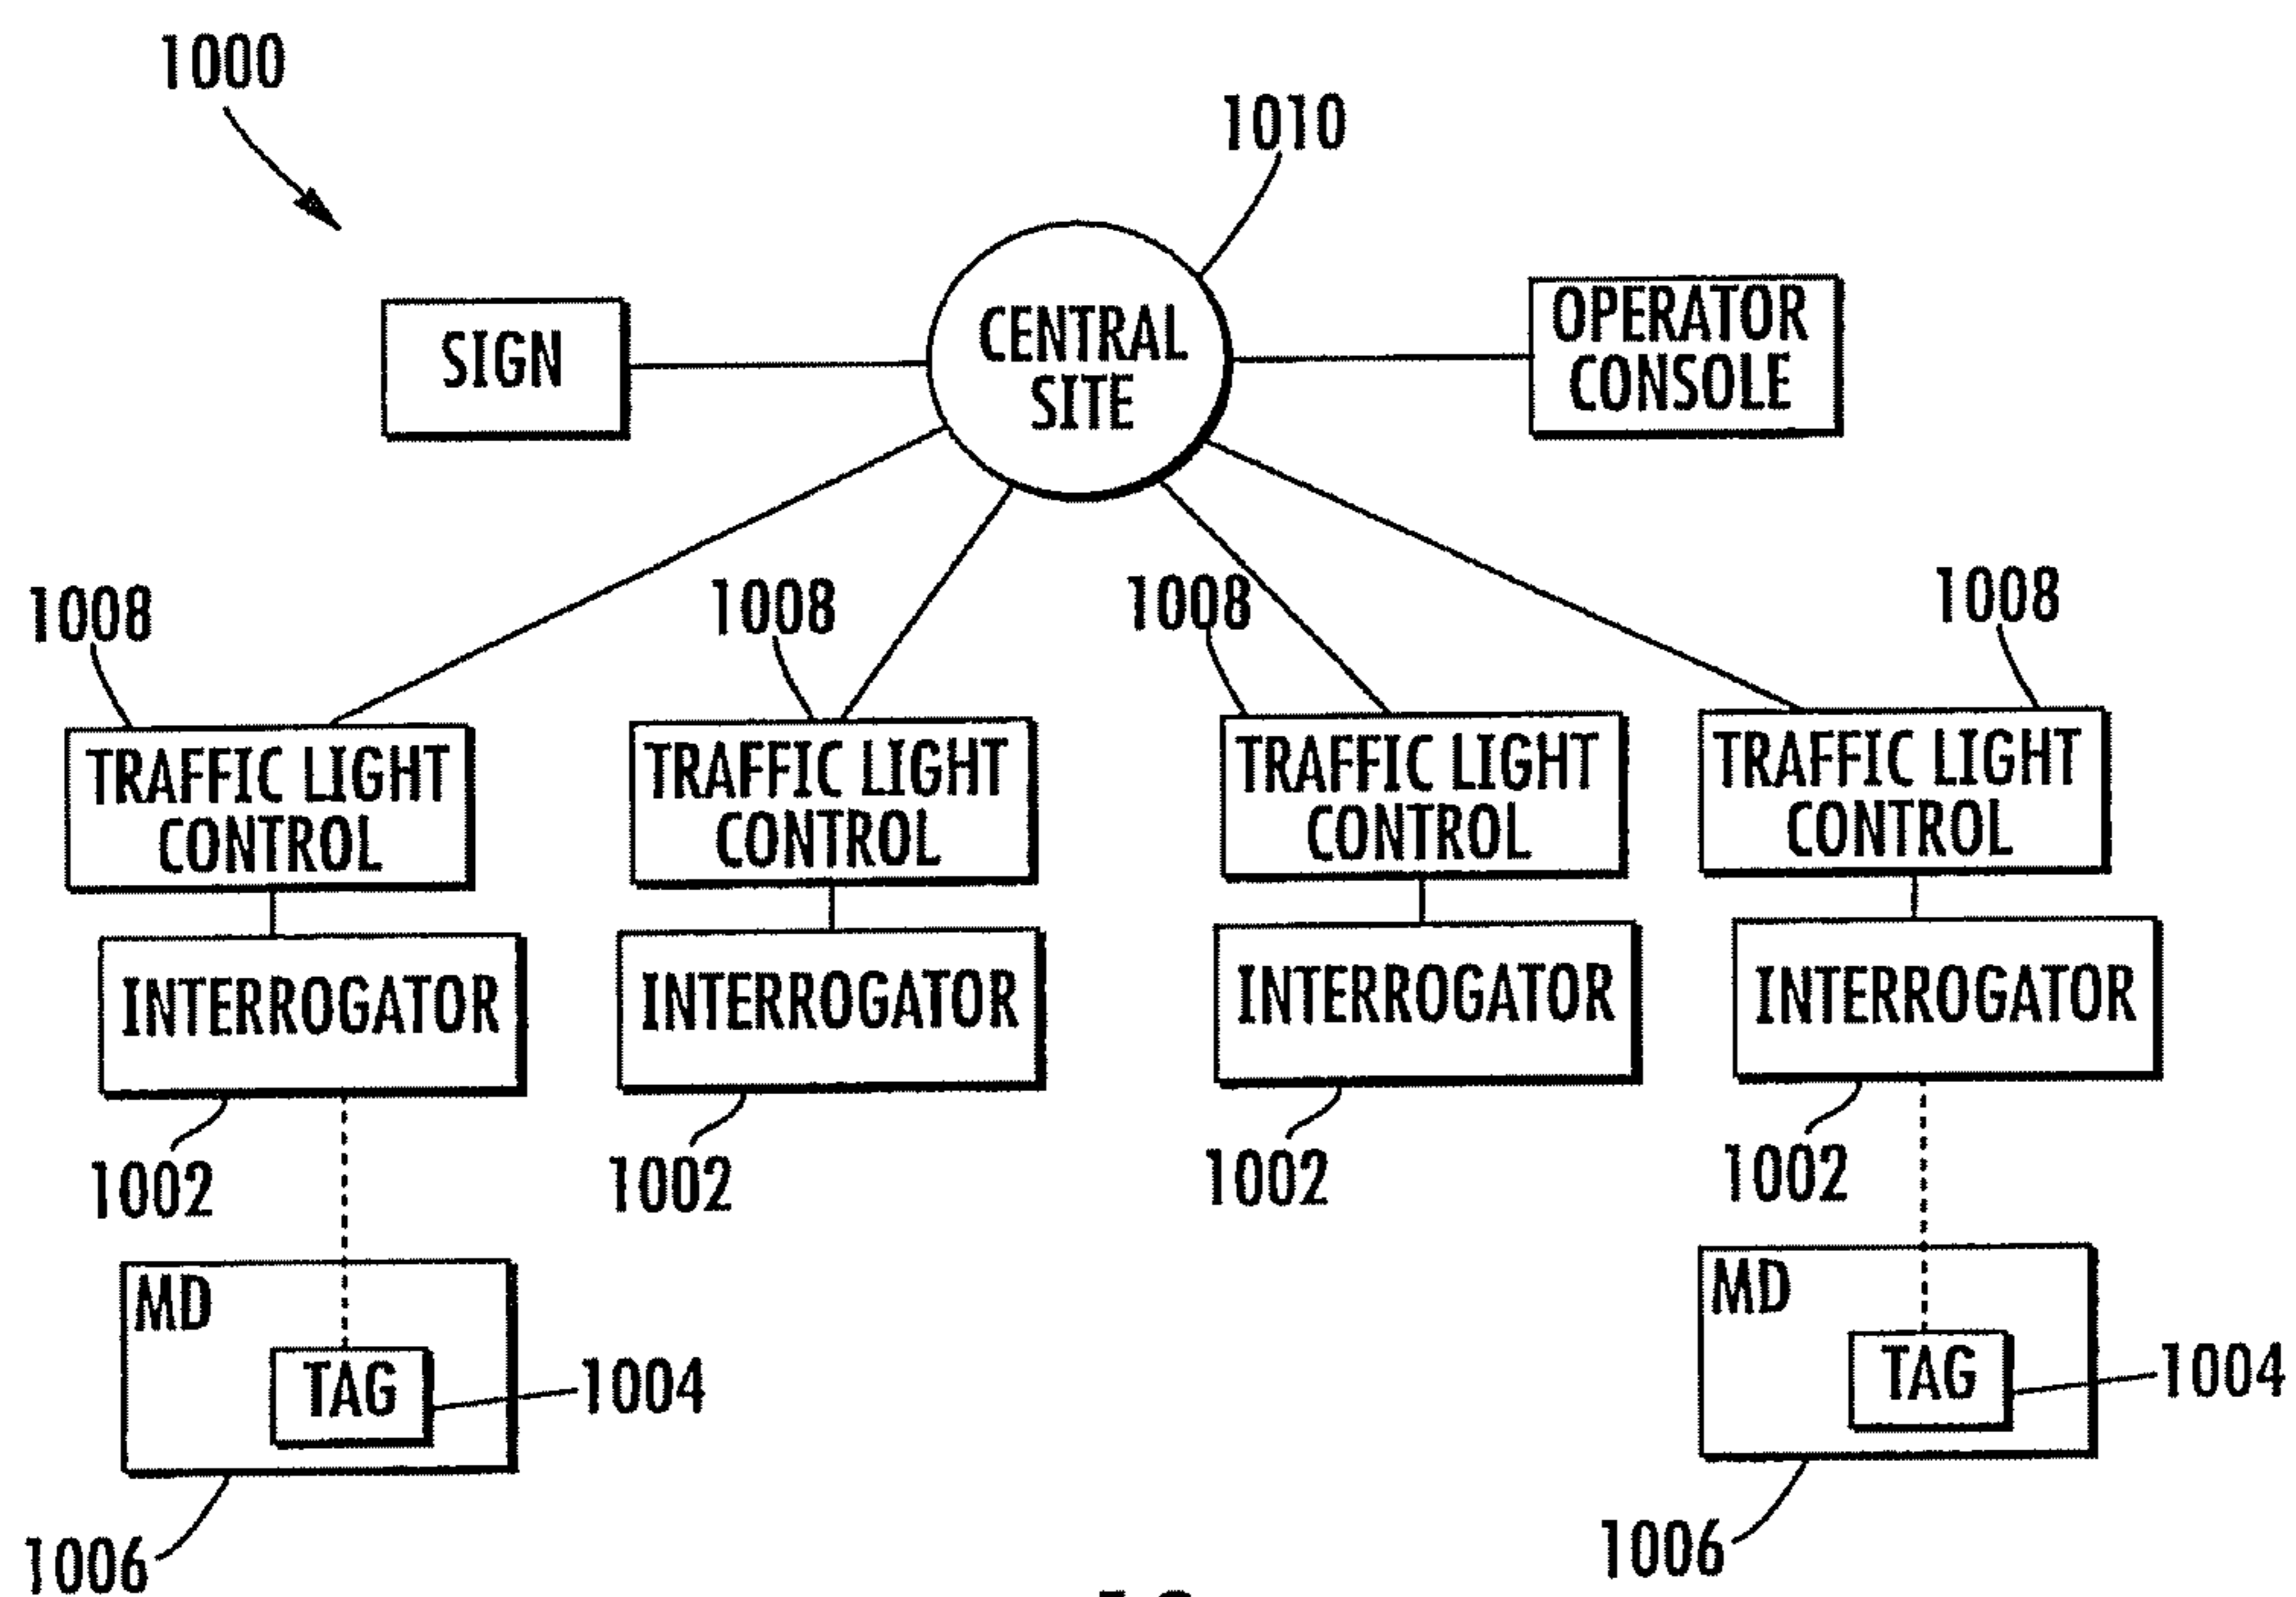 1000
1010
SIGN
CENTRAL
SITE
OPERATOR
CONSOLE
1008
1008
1008
1008
TRAFFIC LIGHT
CONTROL
TRAFFIC LIGHT
CONTROL
TRAFFIC LIGHT
CONTROL
TRAFFIC LIGHT
CONTROL
INTERROGATOR
INTERROGATOR
INTERROGATOR
INTERROGATOR
1002
1002
1002
1002
MD
TAG
1004
MD
TAG
1004
1006
1006